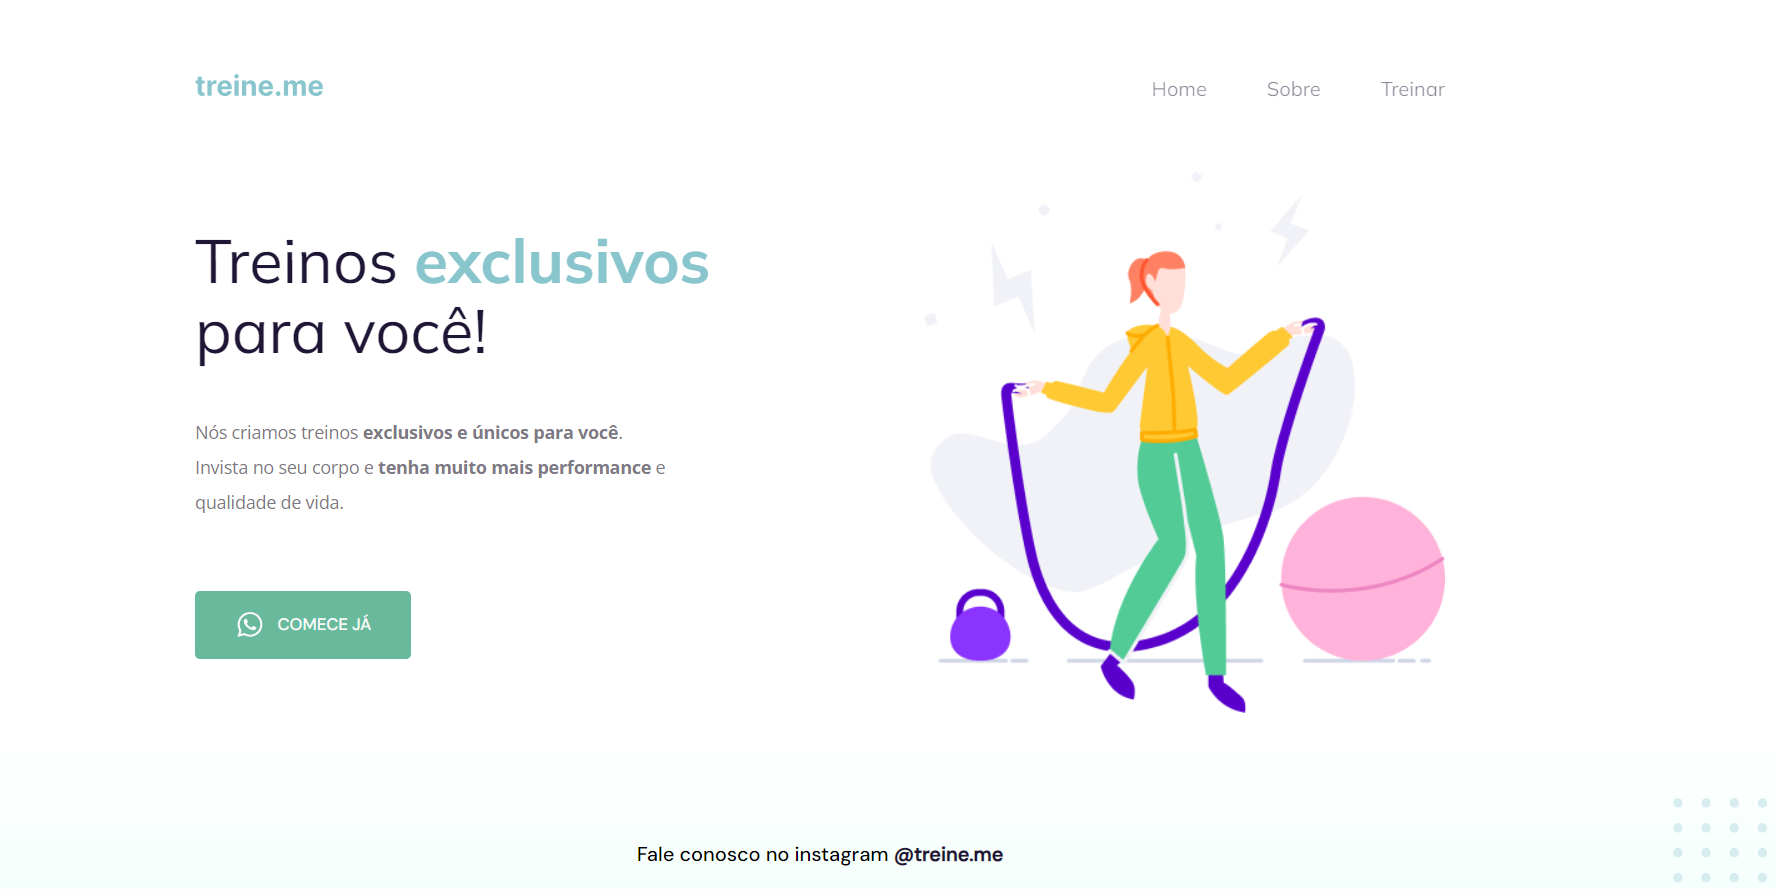 treine.me
Home Sobre Treinar
Treinos exclusivos
para você!
Nós criamos treinos exclusivos e únicos para você.
Invista no seu corpo e tenha muito mais performance e
qualidade de vida.
COMECE JÁ
Fale conosco no instagram @treine.me